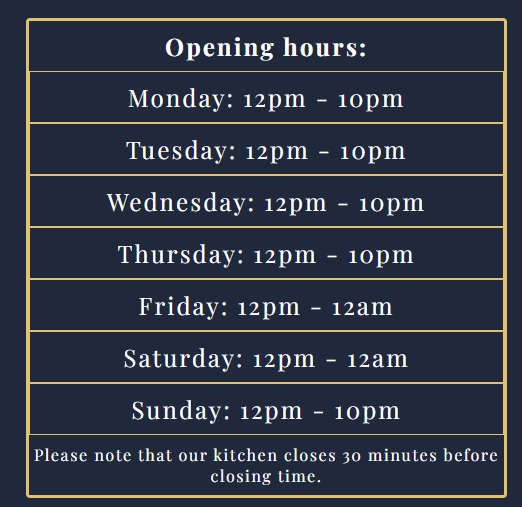 Opening hours:
Monday: 12pm - 10pm
Tuesday: 12pm - 10pm
Wednesday: 12pm - 10pm
Thursday: 12pm - 10pm
Friday: 12pm - 12am
Saturday: 12pm - 12am
Sunday: 12pm - 10pm
Please note that our kitchen closes 30 minutes before
closing time.